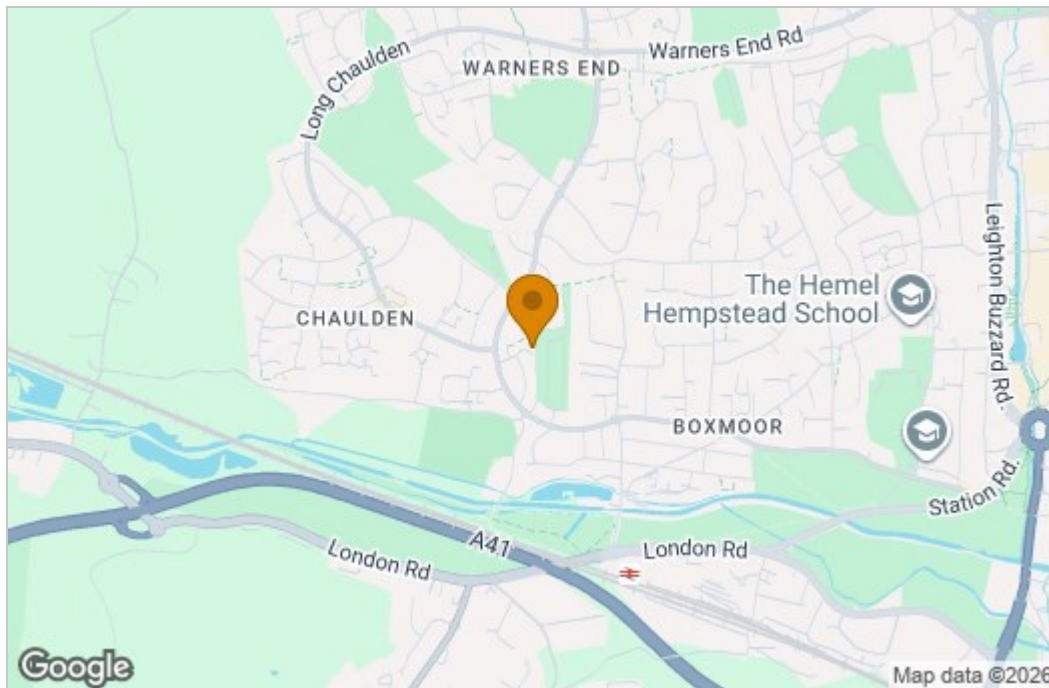 Long Chaulden
WARNERS END
Warners End Rd
Leighton Buzzard Rd.
The Hemel
Hempstead School
CHAULDEN
BOXMOOR
Station Rd.
A41
London Rd
London Rd
Google
Map data ©2026